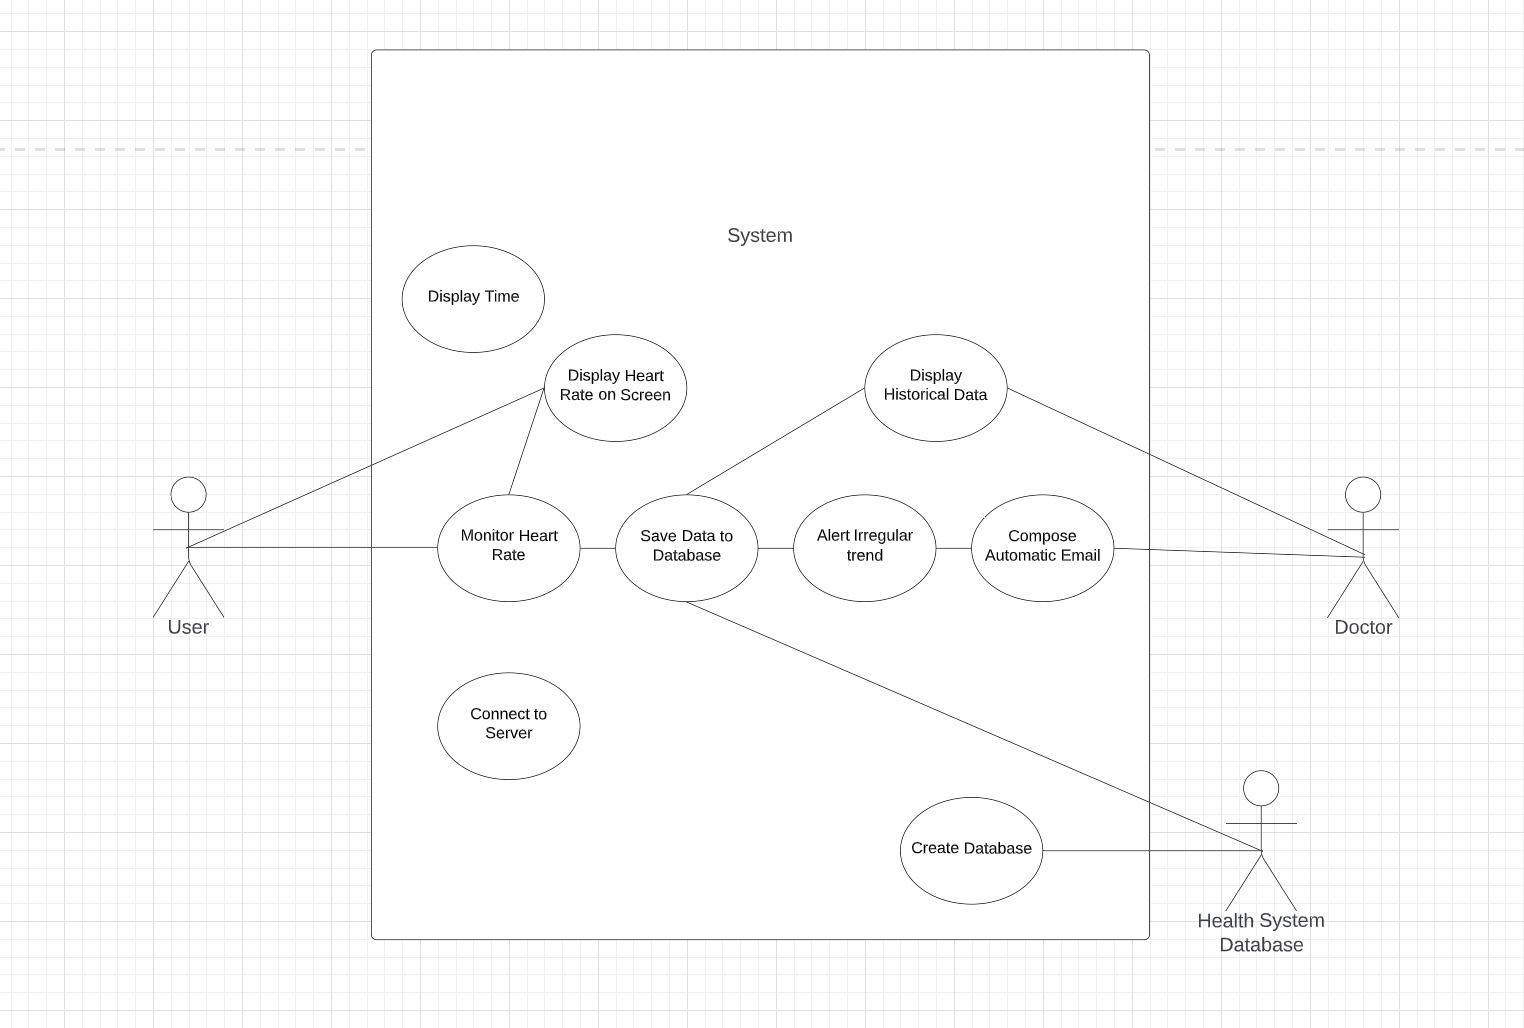 System
Display Time
Display Heart
Rate on Screen
Display
Historical Data
Monitor Heart
Rate
Save Data to
Database
Alert Irregular
trend
Compose
Automatic Email
User
Doctor
Connect to
Server
Create Database
Health System
Database